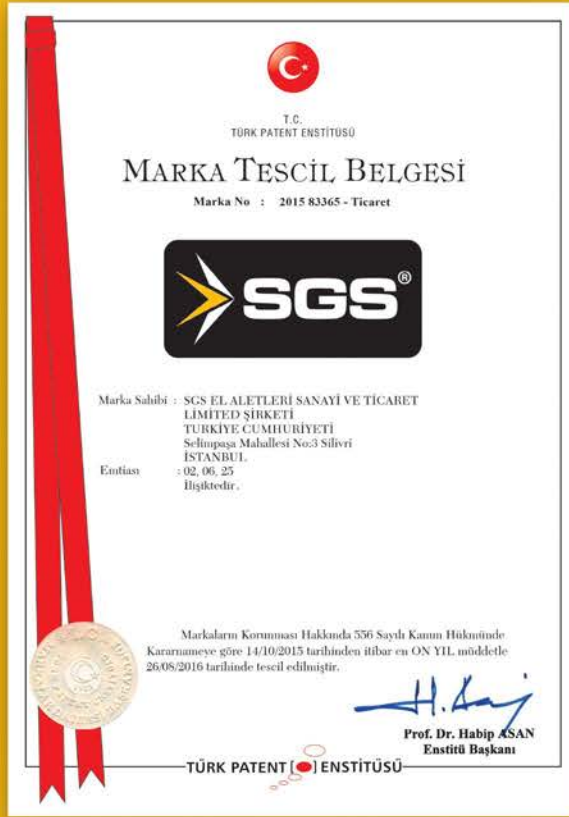 T.C.
TÜRK PATENT ENSTİTÜSÜ
MARKA TESCİL BELGESİ
Marka No : 2015 83365 - Ticaret
SGS®
Marka Sahibi : SGS EL ALETLERİ SANAYİ VE TİCARET
LİMİTED ŞİRKETİ
TURKİYE CUMHURİYETİ
Selimpaşa Mahallesi No:3 Silivri
İSTANBUL
Emtiası : 02, 06, 25
İlişiktedir.
Markaların Korunması Hakkında 556 Sayılı Kanun Hükmünde
Kararnameye göre 14/10/2015 tarihinden itibar en ON YIL müddetle
26/08/2016 tarihinde tescil edilmiştir.
Prof. Dr. Habip ASAN
Enstitü Başkanı
TÜRK PATENT [ ] ENSTİTÜSÜ